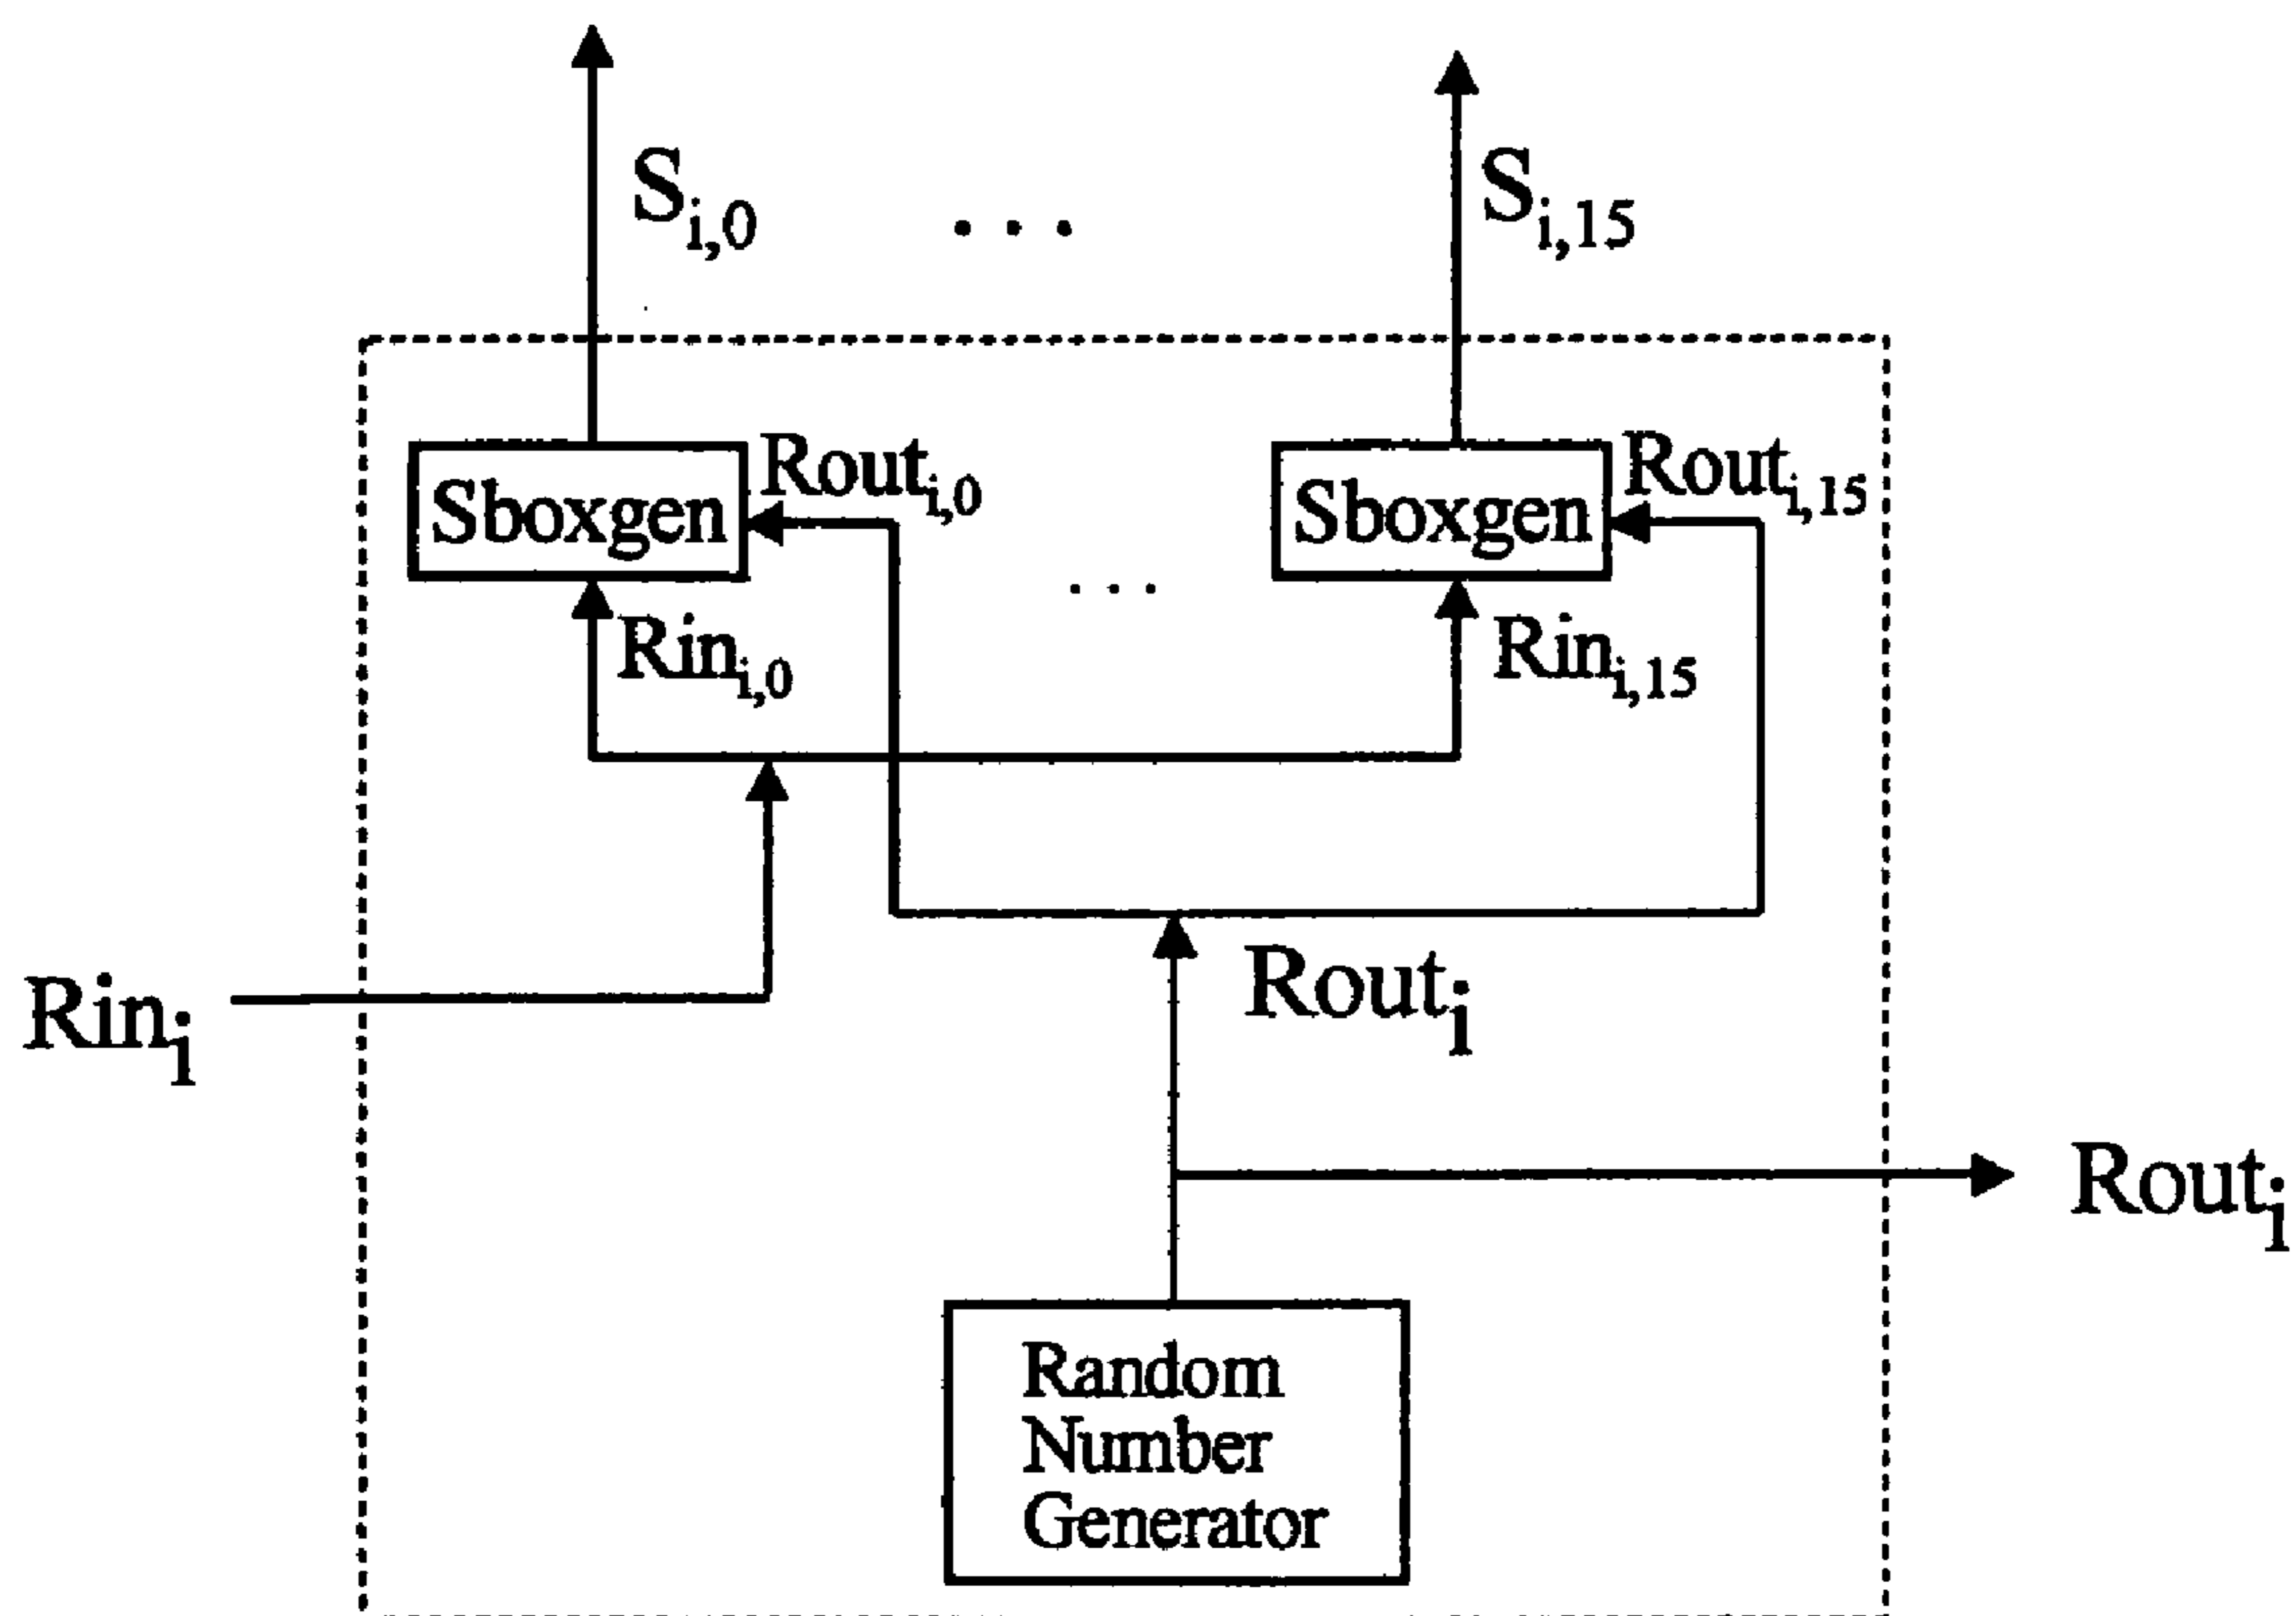 S_{i,0} . . . S_{i,15}
Sboxgen Rout_{i,0} Sboxgen Rout_{i,15}
. . .
Rin_{i,0} Rin_{i,15}
Rin_i Rout_i
Rout_i
Random
Number
Generator